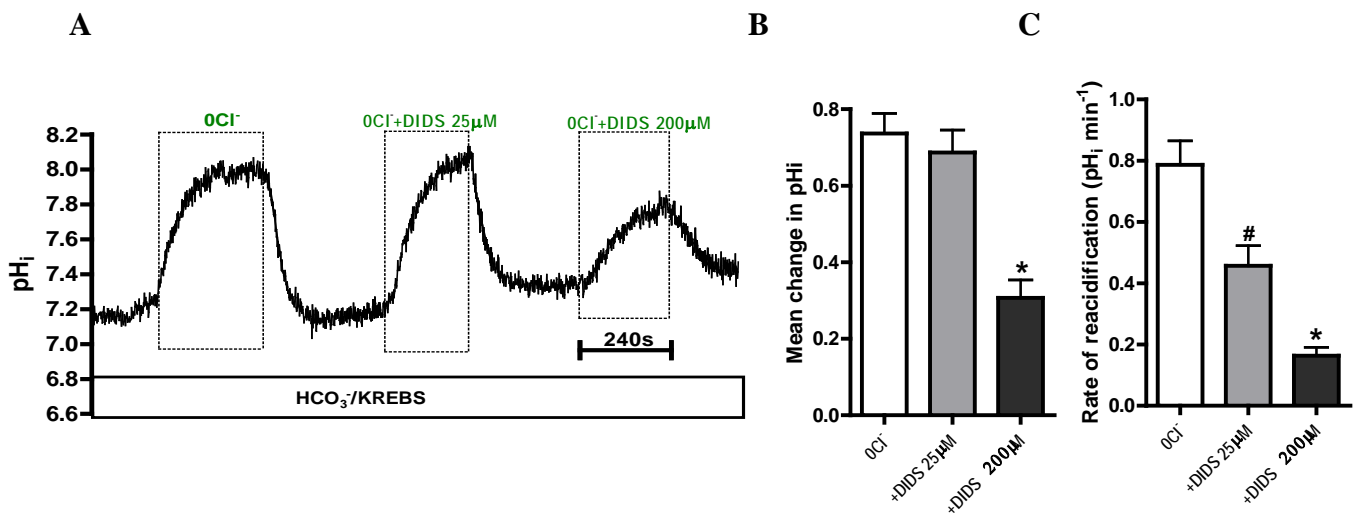 A
B
C
0Cl⁻
0Cl⁻+DIDS 25µM
0Cl⁻+DIDS 200µM
8.2
8.0
7.8
7.6
7.4
7.2
7.0
6.8
6.6
pHᵢ
240s
HCO₃⁻/KREBS
Mean change in pHi
0.8
0.6
0.4
0.2
0.0
*
0Cl⁻
+DIDS 25µM
+DIDS 200µM
Rate of reacidification (pHᵢ min⁻¹)
1.0
0.8
0.6
0.4
0.2
0.0
#
*
0Cl⁻
+DIDS 25µM
+DIDS 200µM